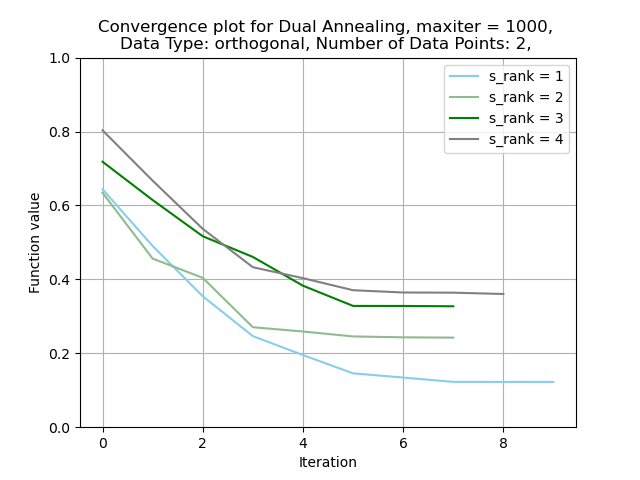 Convergence plot for Dual Annealing, maxiter = 1000,
Data Type: orthogonal, Number of Data Points: 2,
1.0
0.8
0.6
0.4
0.2
0.0
Function value
s_rank = 1
s_rank = 2
s_rank = 3
s_rank = 4
0 2 4 6 8
Iteration